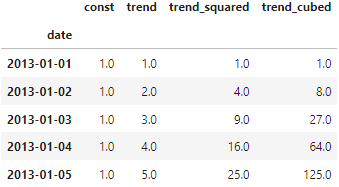 const trend trend_squared trend_cubed
date
2013-01-01 1.0 1.0 1.0 1.0
2013-01-02 1.0 2.0 4.0 8.0
2013-01-03 1.0 3.0 9.0 27.0
2013-01-04 1.0 4.0 16.0 64.0
2013-01-05 1.0 5.0 25.0 125.0